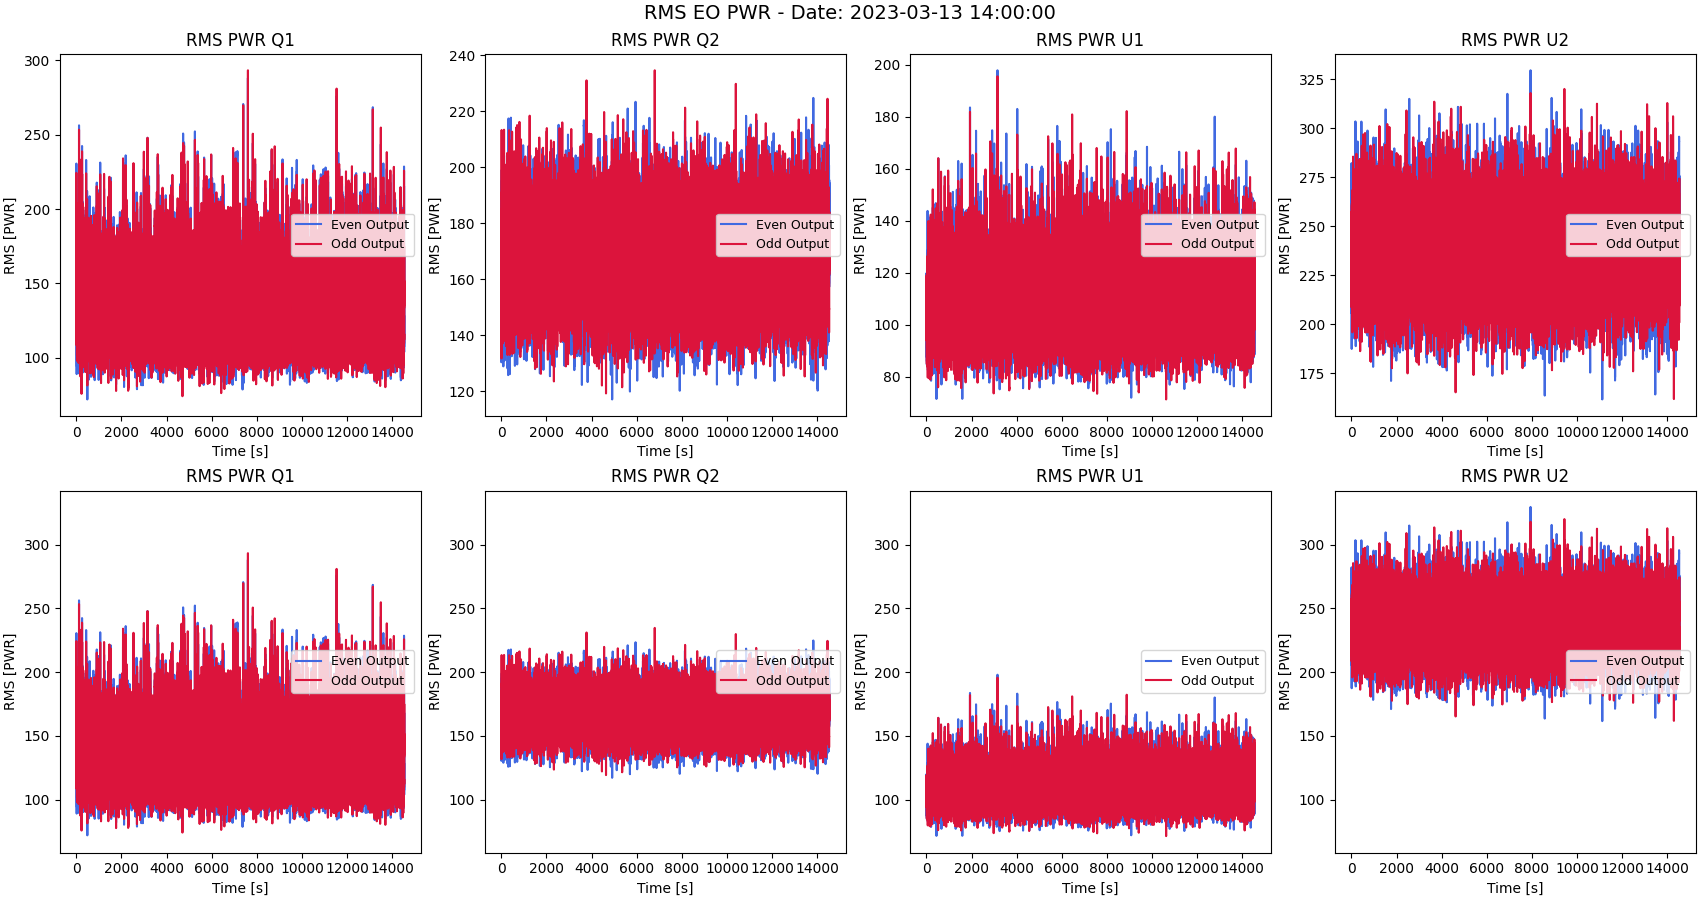 RMS EO PWR - Date: 2023-03-13 14:00:00
RMS PWR Q1
RMS [PWR]
300
250
200
150
100
Even Output
Odd Output
0 2000 4000 6000 8000 10000 12000 14000
Time [s]
RMS PWR Q2
RMS [PWR]
240
220
200
180
160
140
120
Even Output
Odd Output
0 2000 4000 6000 8000 10000 12000 14000
Time [s]
RMS PWR U1
RMS [PWR]
200
180
160
140
120
100
80
Even Output
Odd Output
0 2000 4000 6000 8000 10000 12000 14000
Time [s]
RMS PWR U2
RMS [PWR]
325
300
275
250
225
200
175
Even Output
Odd Output
0 2000 4000 6000 8000 10000 12000 14000
Time [s]
RMS PWR Q1
RMS [PWR]
300
250
200
150
100
Even Output
Odd Output
0 2000 4000 6000 8000 10000 12000 14000
Time [s]
RMS PWR Q2
RMS [PWR]
300
250
200
150
100
Even Output
Odd Output
0 2000 4000 6000 8000 10000 12000 14000
Time [s]
RMS PWR U1
RMS [PWR]
300
250
200
150
100
Even Output
Odd Output
0 2000 4000 6000 8000 10000 12000 14000
Time [s]
RMS PWR U2
RMS [PWR]
300
250
200
150
100
Even Output
Odd Output
0 2000 4000 6000 8000 10000 12000 14000
Time [s]